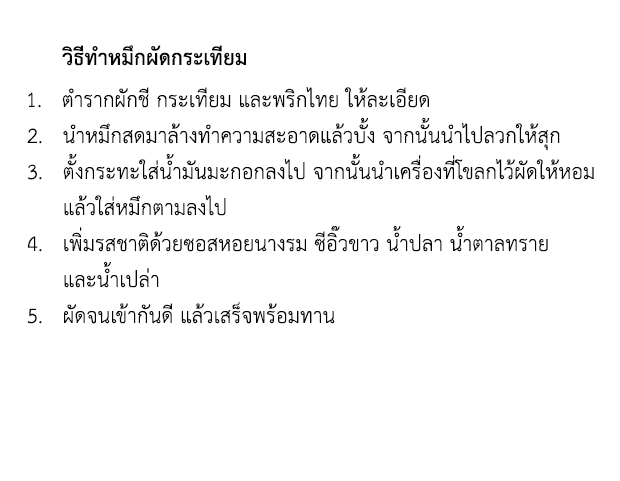 วิธีทำหมึกผัดกระเทียม
1. ตำรากผักชี กระเทียม และพริกไทย ให้ละเอียด
2. นำหมึกสดมาล้างทำความสะอาดแล้วบั้ง จากนั้นนำไปลวกให้สุก
3. ตั้งกระทะใส่น้ำมันมะกอกลงไป จากนั้นนำเครื่องที่โขลกไว้ผัดให้หอม
แล้วใส่หมึกตามลงไป
4. เพิ่มรสชาติด้วยซอสหอยนางรม ซีอิ๊วขาว น้ำปลา น้ำตาลทราย
และน้ำเปล่า
5. ผัดจนเข้ากันดี แล้วเสร็จพร้อมทาน